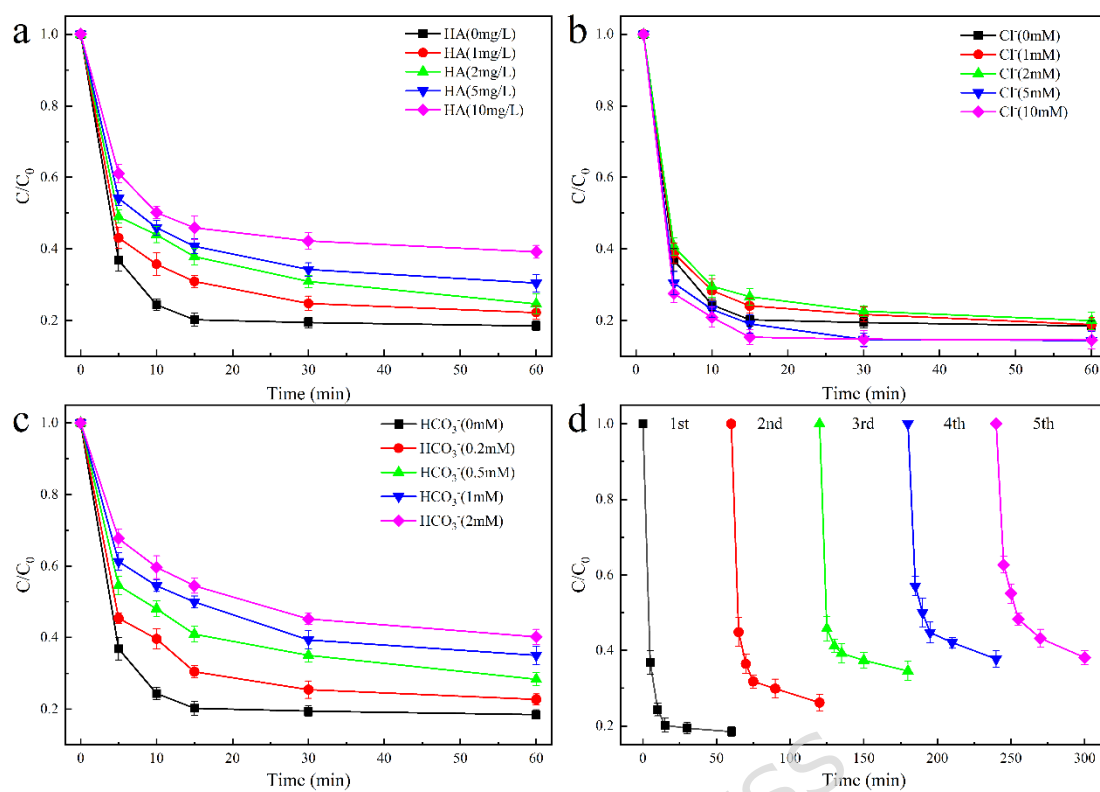 a
HA(0mg/L)
HA(1mg/L)
HA(2mg/L)
HA(5mg/L)
HA(10mg/L)
C/C₀
1.0
0.8
0.6
0.4
0.2
0 10 20 30 40 50 60
Time (min)
b
Cl⁻(0mM)
Cl⁻(1mM)
Cl⁻(2mM)
Cl⁻(5mM)
Cl⁻(10mM)
C/C₀
1.0
0.8
0.6
0.4
0.2
0 10 20 30 40 50 60
Time (min)
c
HCO₃⁻(0mM)
HCO₃⁻(0.2mM)
HCO₃⁻(0.5mM)
HCO₃⁻(1mM)
HCO₃⁻(2mM)
C/C₀
1.0
0.8
0.6
0.4
0.2
0 10 20 30 40 50 60
Time (min)
d
1st 2nd 3rd 4th 5th
C/C₀
1.0
0.8
0.6
0.4
0.2
0 50 100 150 200 250 300
Time (min)